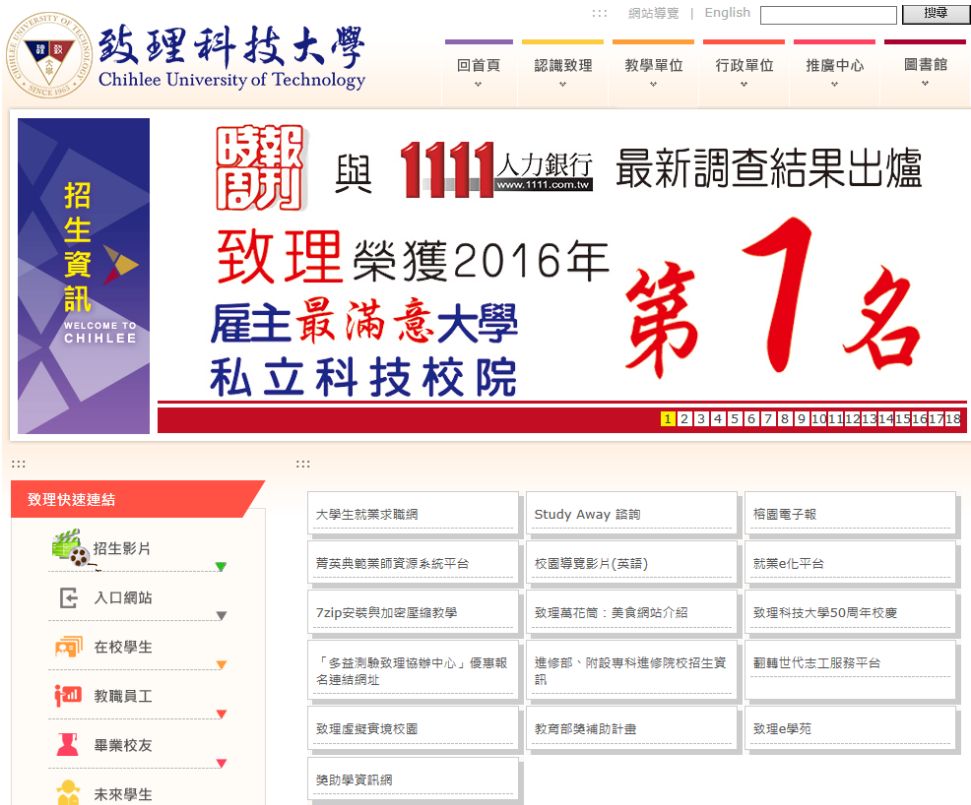 ::: 網站導覽 | English 搜尋
CHIHLEE UNIVERSITY OF TECHNOLOGY
致理
大學
SINCE 1965
致理科技大學
Chihlee University of Technology
回首頁 認識致理 教學單位 行政單位 推廣中心 圖書館
招生資訊
WELCOME TO
CHIHLEE
時報周刊 與 1111人力銀行 最新調查結果出爐
www.1111.com.tw
致理榮獲2016年
雇主最滿意大學
私立科技校院
第1名
1 2 3 4 5 6 7 8 9 10 11 12 13 14 15 16 17 18
::: :::
致理快速連結
招生影片
入口網站
在校學生
教職員工
畢業校友
未來學生
大學生就業求職網 Study Away 諮詢 榕園電子報
菁英典範業師資源系統平台 校園導覽影片(英語) 就業e化平台
7zip安裝與加密壓縮教學 致理萬花筒：美食網站介紹 致理科技大學50周年校慶
「多益測驗致理協辦中心」優惠報
名連結網址
進修部、附設專科進修院校招生資
訊
翻轉世代志工服務平台
致理虛擬實境校園 教育部獎補助計畫 致理e學苑
獎助學資訊網